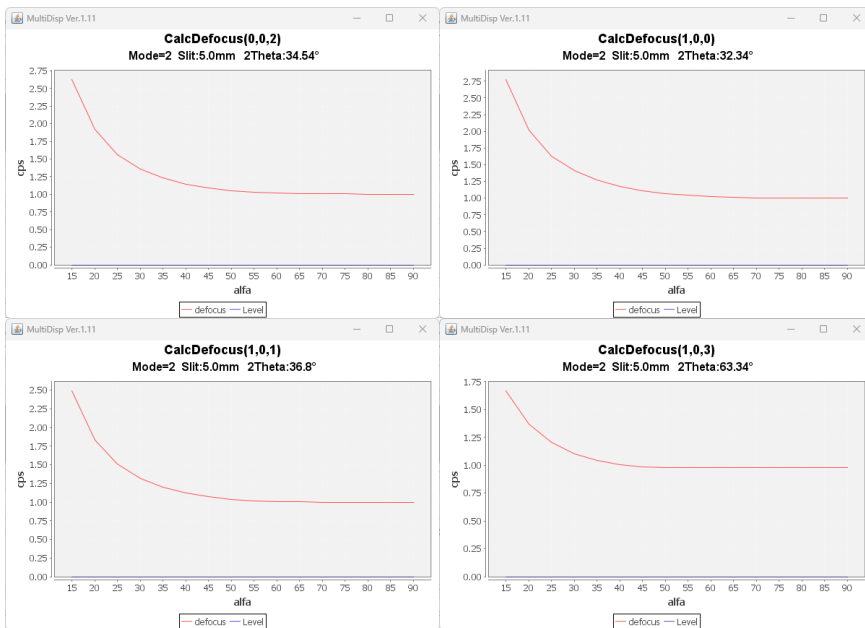 MultiDisp Ver.1.11
CalcDefocus(0,0,2)
Mode=2 Slit:5.0mm 2Theta:34.54°
2.75
2.50
2.25
2.00
1.75
1.50
1.25
1.00
0.75
0.50
0.25
0.00
cps
15 20 25 30 35 40 45 50 55 60 65 70 75 80 85 90
alfa
defocus Level
MultiDisp Ver.1.11
CalcDefocus(1,0,0)
Mode=2 Slit:5.0mm 2Theta:32.34°
2.75
2.50
2.25
2.00
1.75
1.50
1.25
1.00
0.75
0.50
0.25
0.00
cps
15 20 25 30 35 40 45 50 55 60 65 70 75 80 85 90
alfa
defocus Level
MultiDisp Ver.1.11
CalcDefocus(1,0,1)
Mode=2 Slit:5.0mm 2Theta:36.8°
2.50
2.25
2.00
1.75
1.50
1.25
1.00
0.75
0.50
0.25
0.00
cps
15 20 25 30 35 40 45 50 55 60 65 70 75 80 85 90
alfa
defocus Level
MultiDisp Ver.1.11
CalcDefocus(1,0,3)
Mode=2 Slit:5.0mm 2Theta:63.34°
1.75
1.50
1.25
1.00
0.75
0.50
0.25
0.00
cps
15 20 25 30 35 40 45 50 55 60 65 70 75 80 85 90
alfa
defocus Level